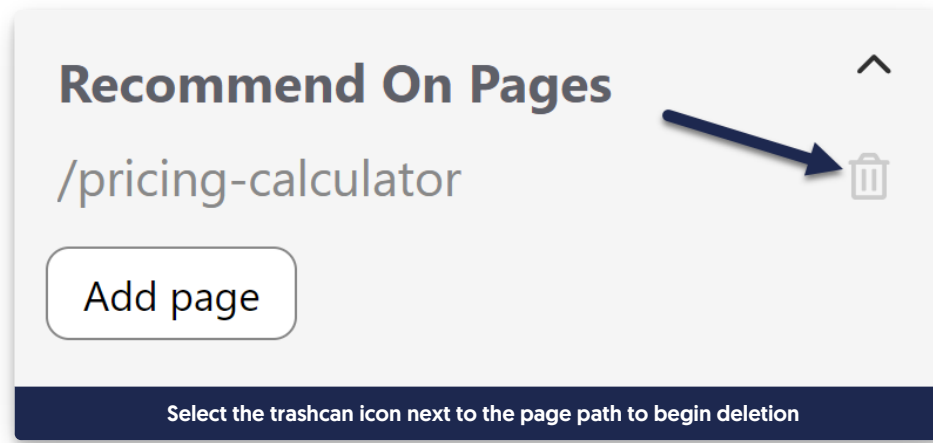 Recommend On Pages
/pricing-calculator
Add page
Select the trashcan icon next to the page path to begin deletion